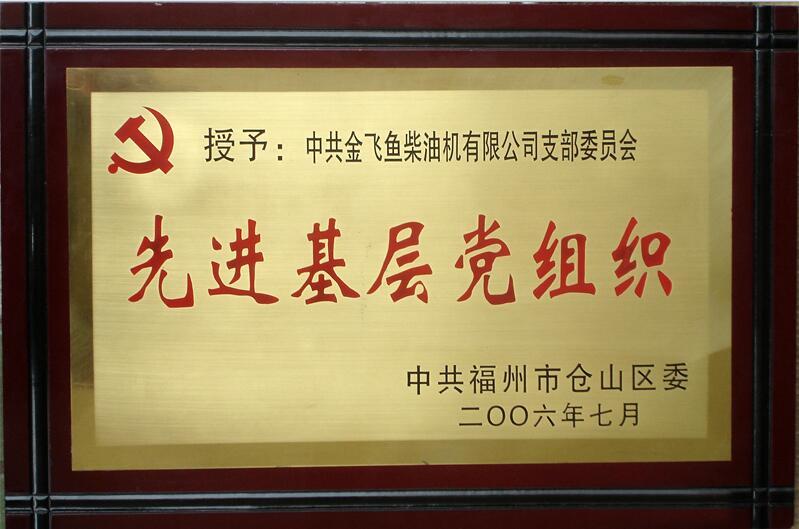 授予：中共金飞鱼柴油机有限公司支部委员会
先进基层党组织
中共福州市仓山区委
二〇〇六年七月